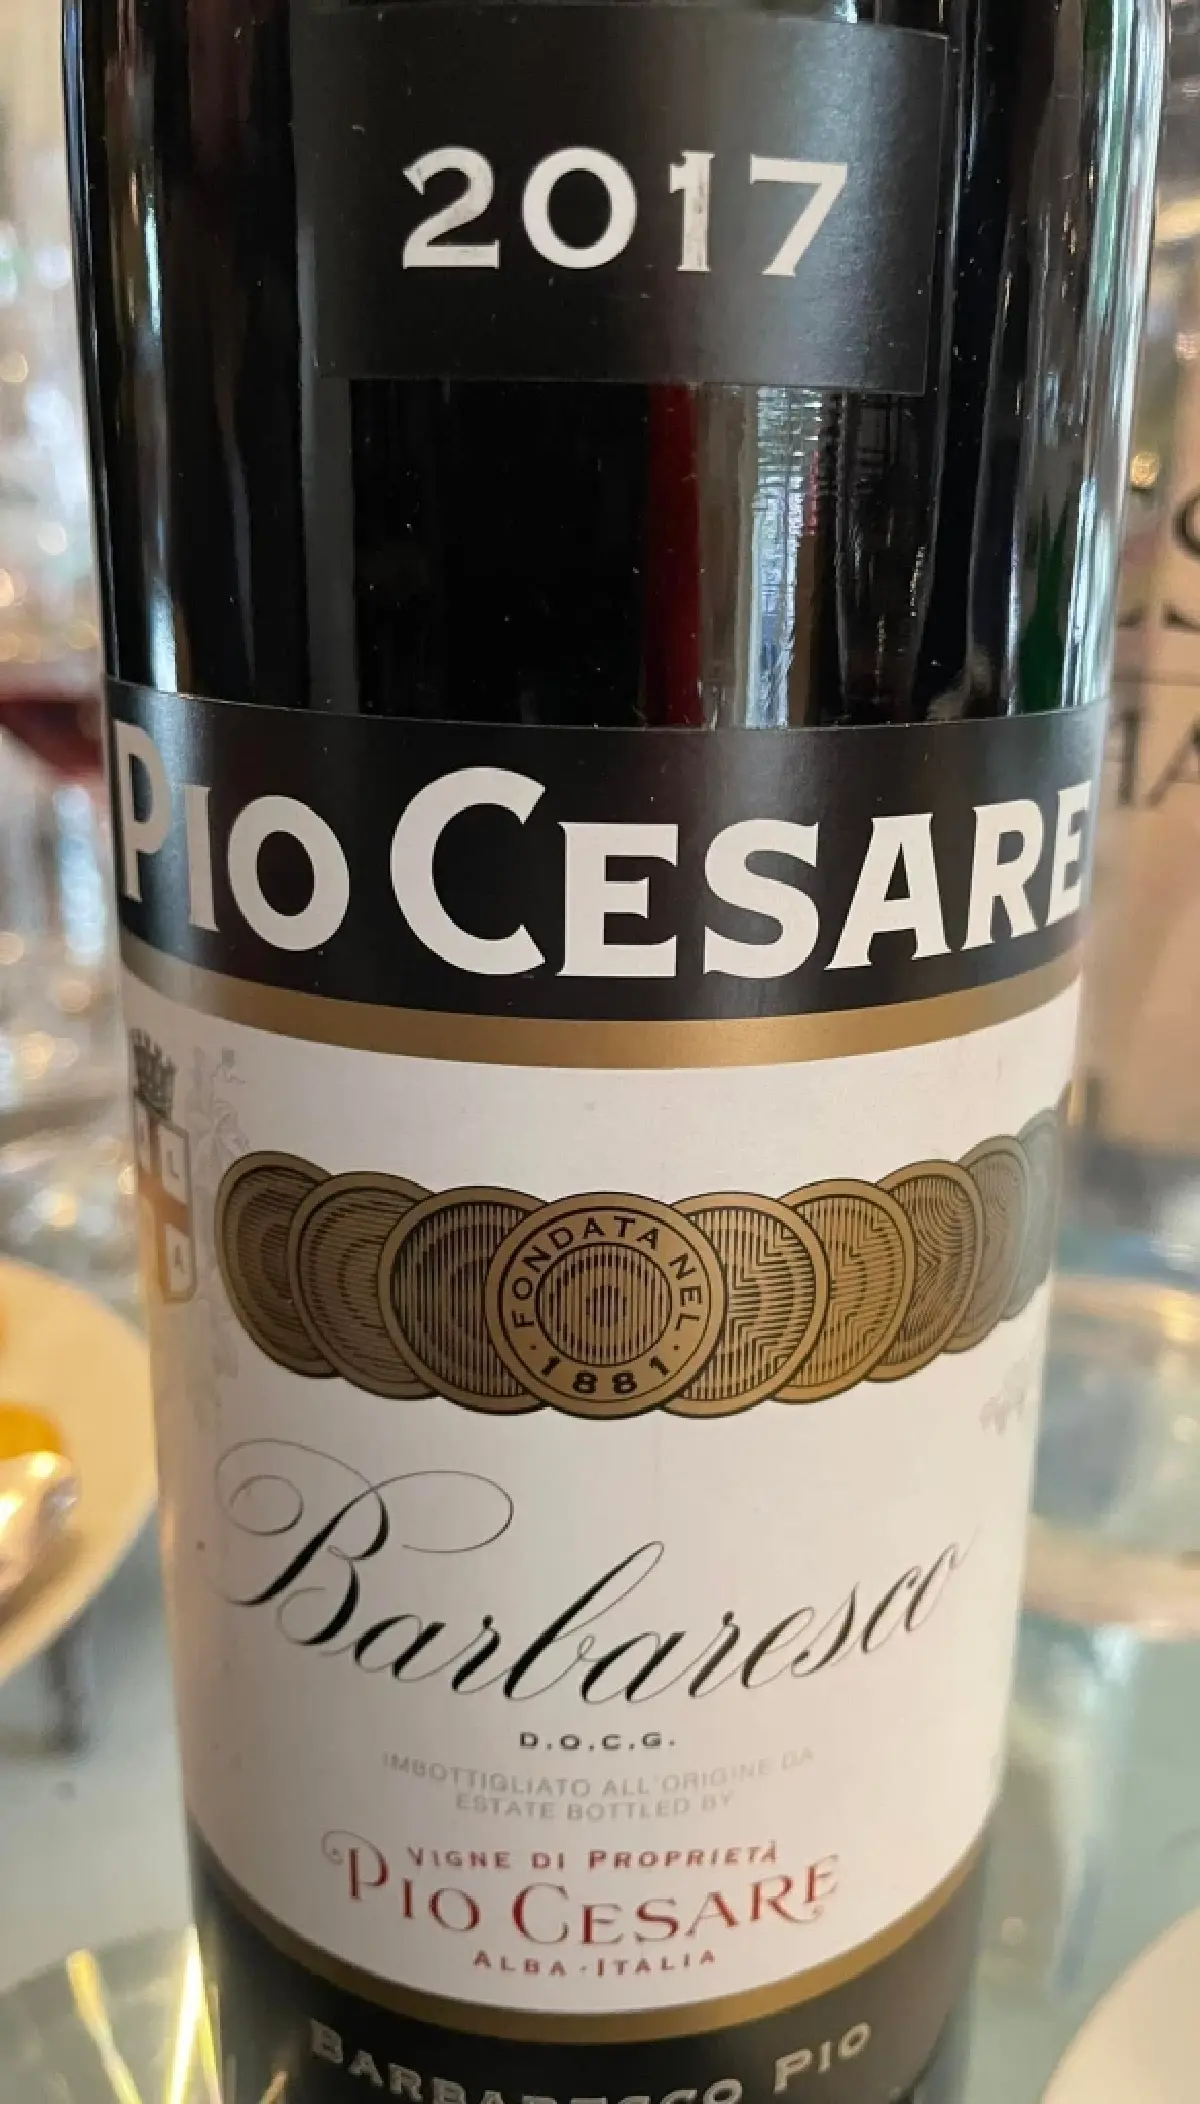 2017
PIO CESARE
FONDATA NEL
·1881·
Barbaresco
D.O.C.G.
IMBOTTIGLIATO ALL'ORIGINE DA
ESTATE BOTTLED BY
VIGNE DI PROPRIETÀ
PIO CESARE
ALBA·ITALIA
BARBARESCO PIO